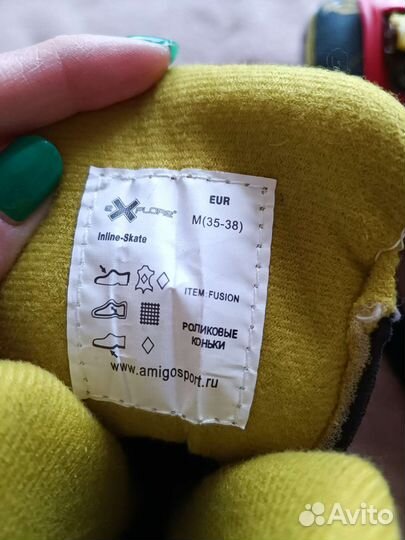 eXPLORE
EUR
M(35-38)
Inline-Skate
ITEM:FUSION
РОЛИКОВЫЕ
КОНЬКИ
www.amigosport.ru
Avito